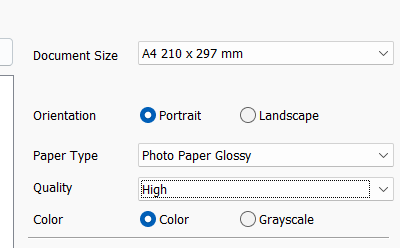 Document Size A4 210 x 297 mm
Orientation Portrait Landscape
Paper Type Photo Paper Glossy
Quality High
Color Color Grayscale